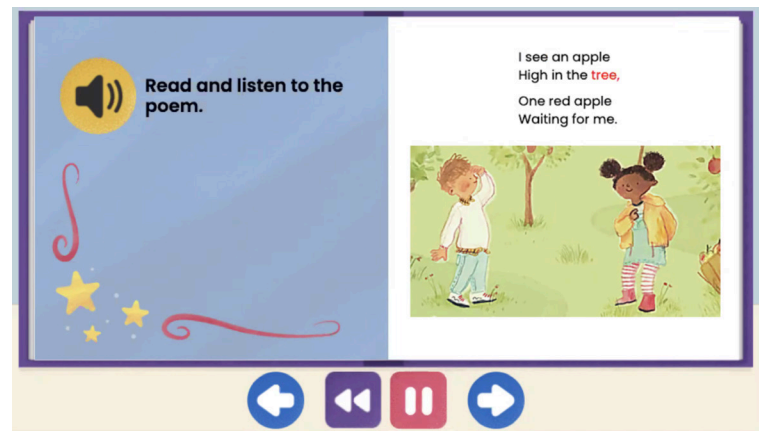 Read and listen to the
poem.
I see an apple
High in the tree,
One red apple
Waiting for me.